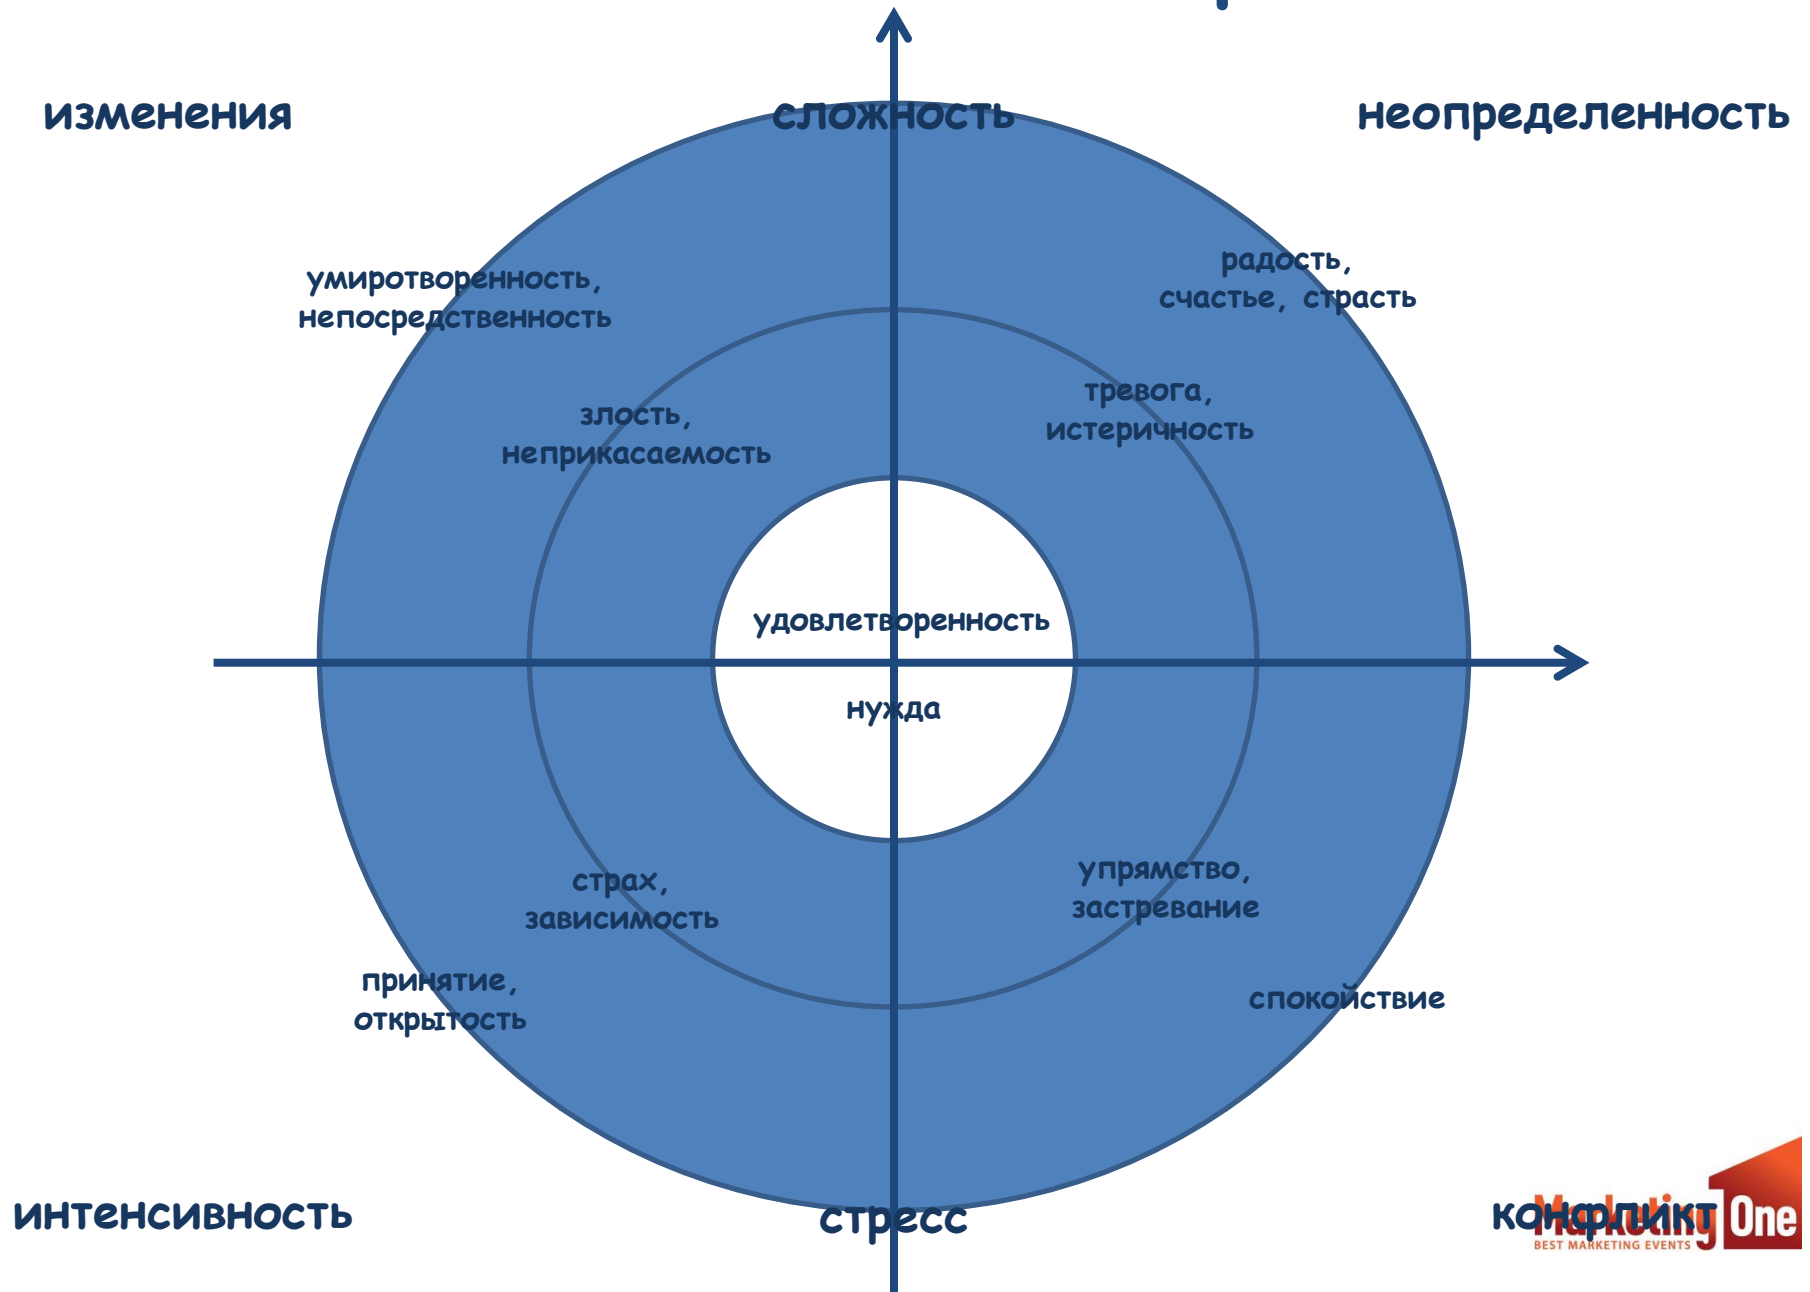 изменения
сложность
неопределенность
умиротворенность,
непосредственность
радость,
счастье, страсть
злость,
неприкасаемость
тревога,
истеричность
удовлетворенность
нужда
страх,
зависимость
упрямство,
застревание
принятие,
открытость
спокойствие
интенсивность
стресс
конфликт
Marketing One
BEST MARKETING EVENTS